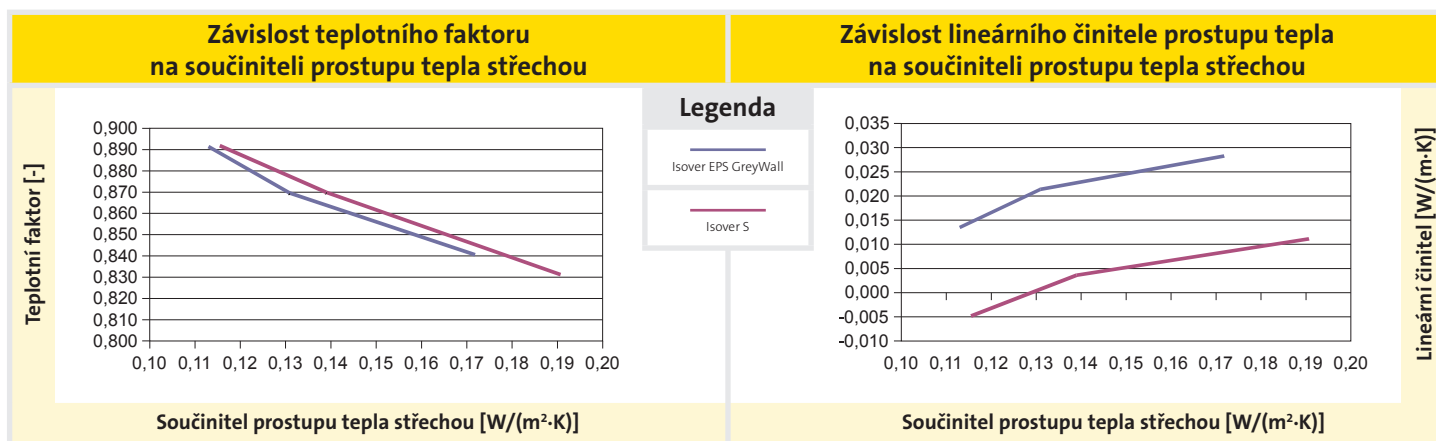 Závislost teplotního faktoru
na součiniteli prostupu tepla střechou
Teplotní faktor [-]
0,900
0,890
0,880
0,870
0,860
0,850
0,840
0,830
0,820
0,810
0,800
0,10 0,11 0,12 0,13 0,14 0,15 0,16 0,17 0,18 0,19 0,20
Součinitel prostupu tepla střechou [W/(m²·K)]
Legenda
Isover EPS GreyWall
Isover S
Závislost lineárního činitele prostupu tepla
na součiniteli prostupu tepla střechou
0,035
0,030
0,025
0,020
0,015
0,010
0,005
0,000
-0,005
-0,010
0,10 0,11 0,12 0,13 0,14 0,15 0,16 0,17 0,18 0,19 0,20
Lineární činitel [W/(m·K)]
Součinitel prostupu tepla střechou [W/(m²·K)]